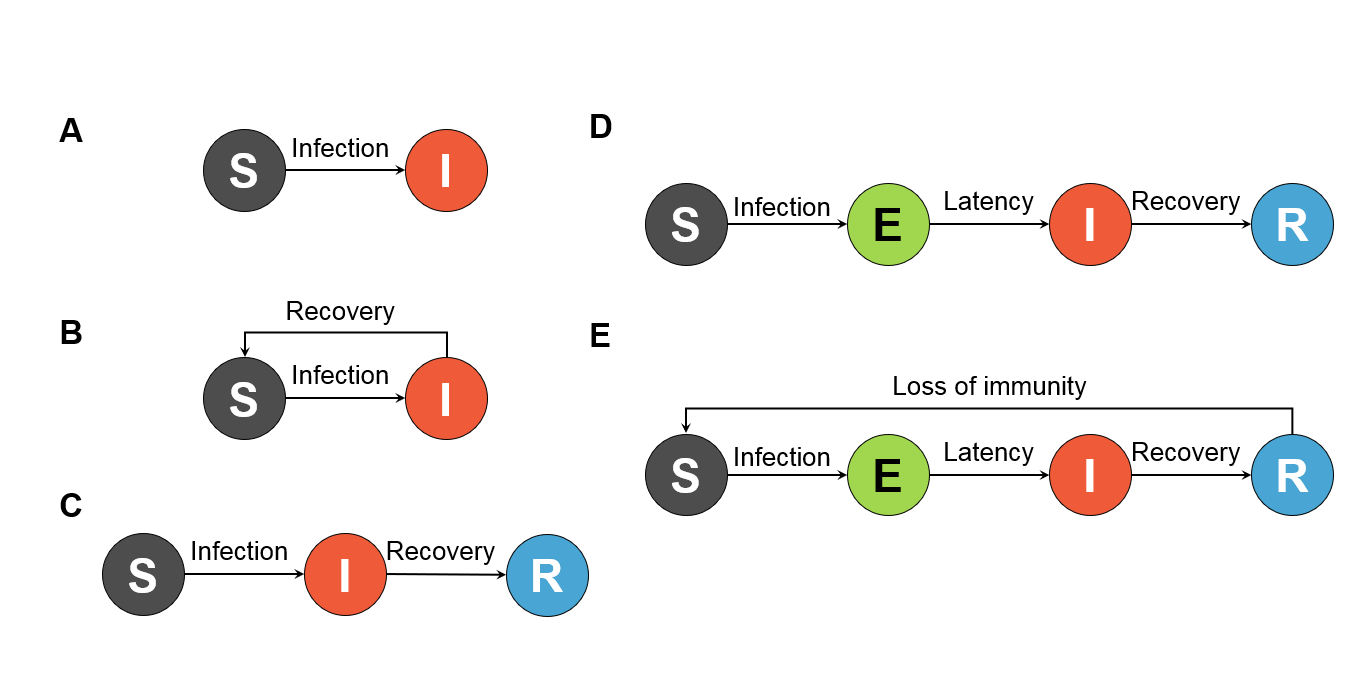 A
S
Infection
I
B
Recovery
S
Infection
I
C
S
Infection
I
Recovery
R
D
S
Infection
E
Latency
I
Recovery
R
E
Loss of immunity
S
Infection
E
Latency
I
Recovery
R